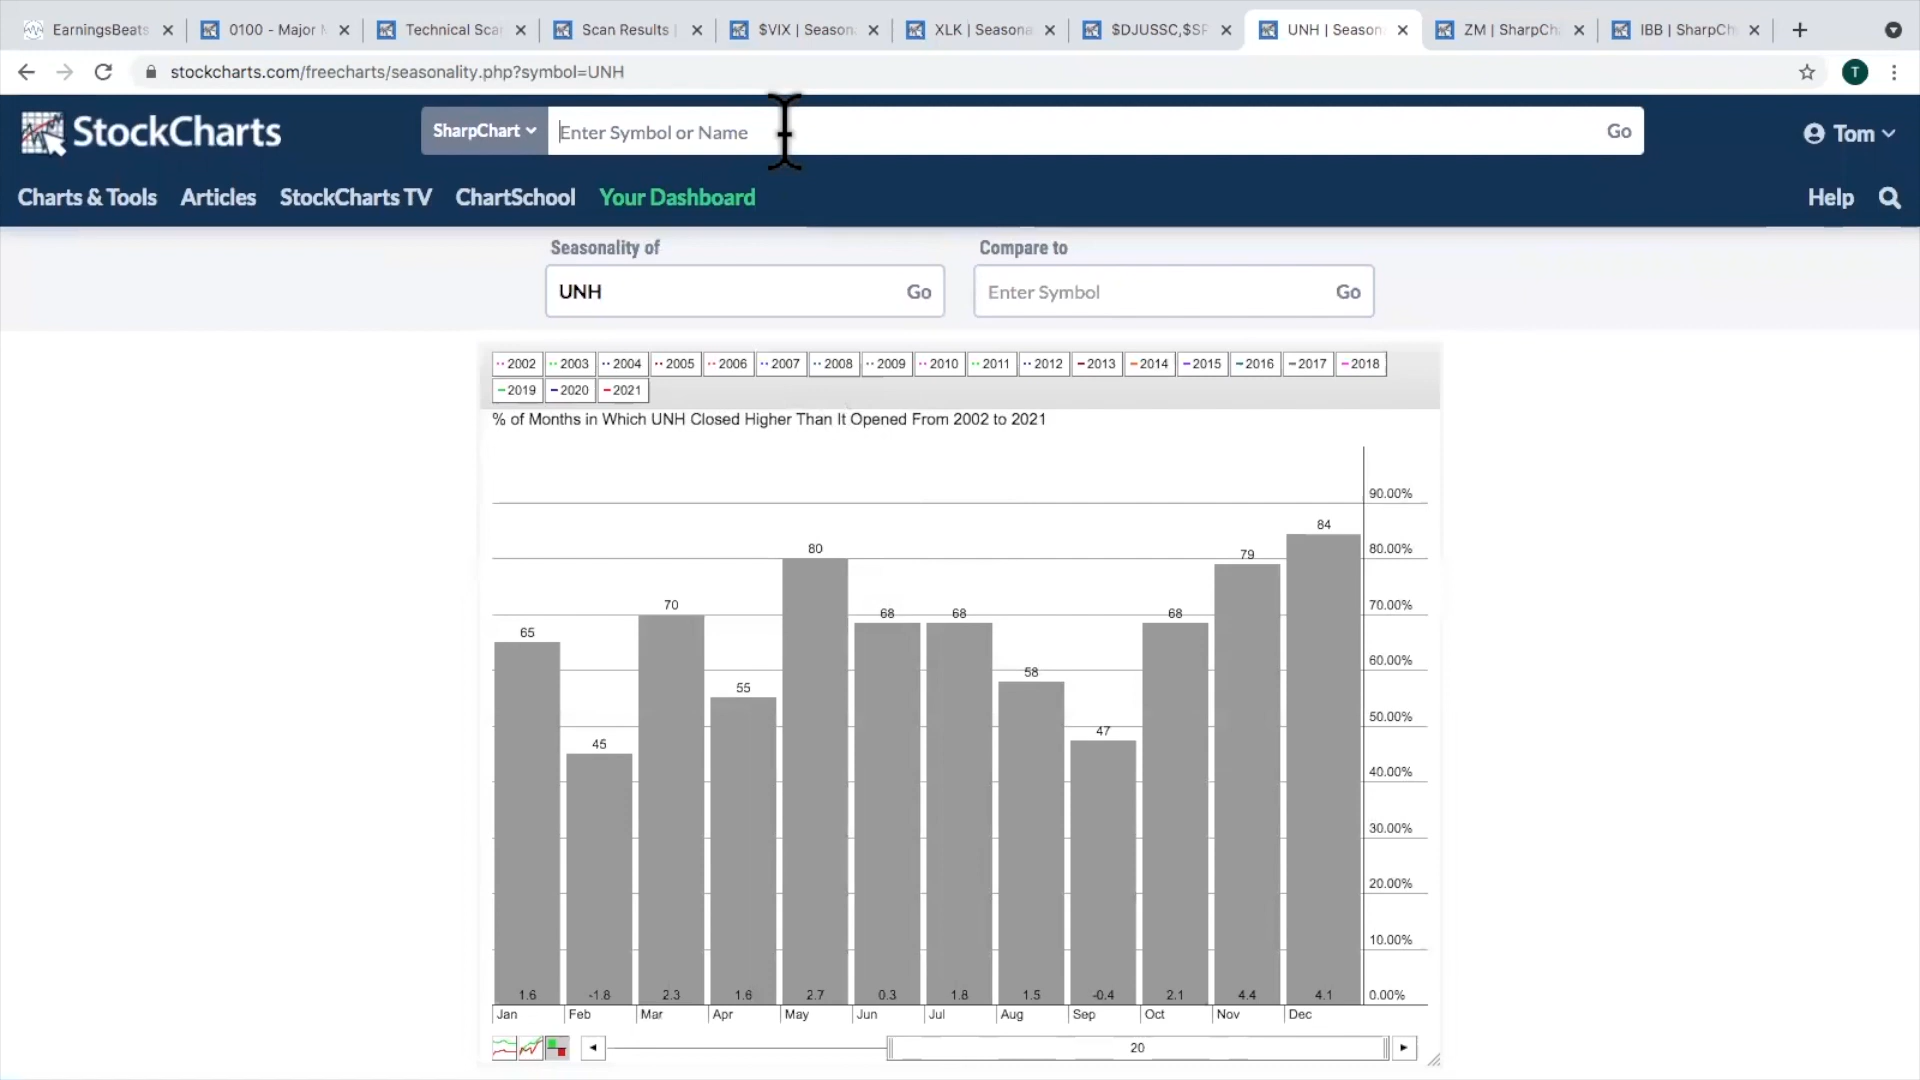 EarningsBeats
0100 - Major M
Technical Scan
Scan Results |
$VIX | Season
XLK | Seasona
$DJUSSC,$SP
UNH | Season
ZM | SharpCh
IBB | SharpCh
stockcharts.com/freecharts/seasonality.php?symbol=UNH
T
StockCharts
SharpChart
Enter Symbol or Name
Go
Tom
Charts & Tools
Articles
StockCharts TV
ChartSchool
Your Dashboard
Help
Seasonality of
Compare to
UNH
Go
Enter Symbol
Go
2002 2003 2004 2005 2006 2007 2008 2009 2010 2011 2012 2013 2014 2015 2016 2017 2018
2019 2020 2021
% of Months in Which UNH Closed Higher Than It Opened From 2002 to 2021
90.00%
80.00%
70.00%
60.00%
50.00%
40.00%
30.00%
20.00%
10.00%
0.00%
65 45 70 55 80 68 68 58 47 68 79 84
1.6 -1.8 2.3 1.6 2.7 0.3 1.8 1.5 -0.4 2.1 4.4 4.1
Jan Feb Mar Apr May Jun Jul Aug Sep Oct Nov Dec
20